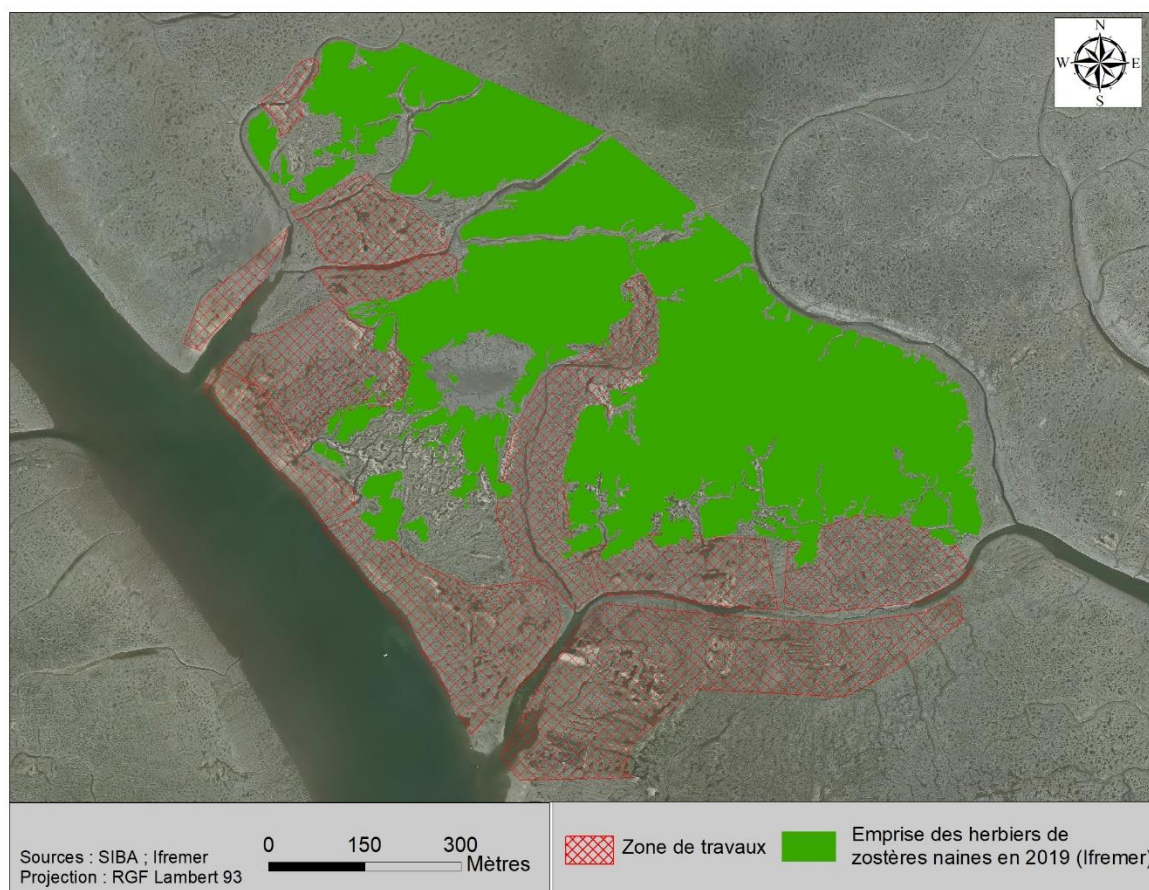 N
W E
S
Sources : SIBA ; Ifremer
Projection : RGF Lambert 93
0 150 300
Mètres
Zone de travaux
Emprise des herbiers de
zostères naines en 2019 (Ifremer)